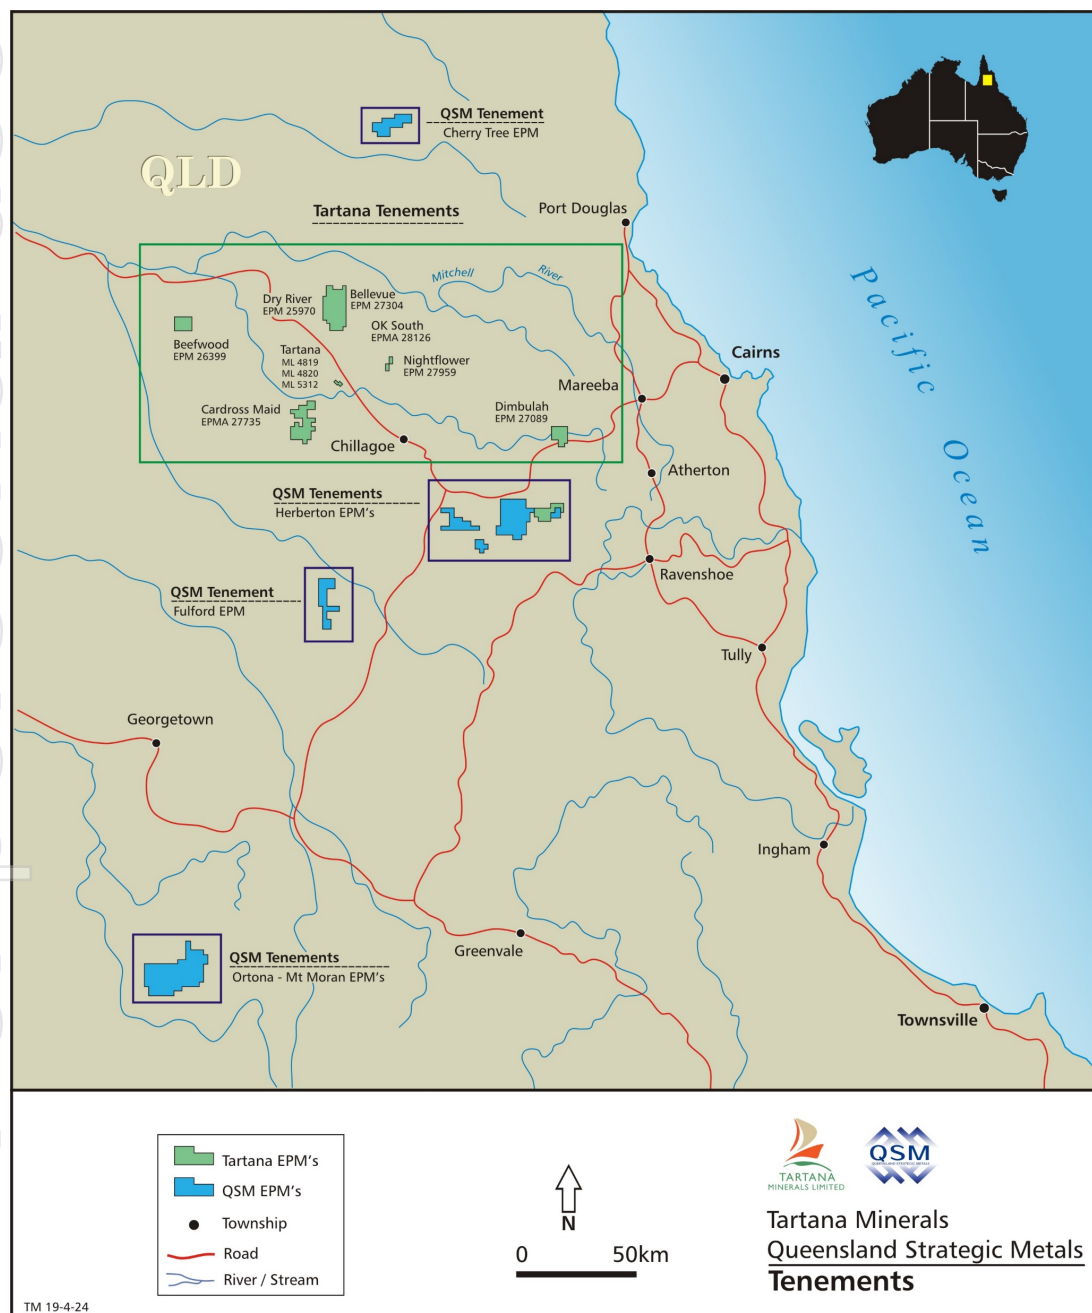 QSM Tenement
Cherry Tree EPM
QLD
Tartana Tenements
Port Douglas
Mitchell River
Dry River
EPM 25970
Bellevue
EPM 27304
OK South
EPMA 28126
Beefwood
EPM 26399
Tartana
ML 4819
ML 4820
ML 5312
Nightflower
EPM 27959
Cairns
Mareeba
Cardross Maid
EPMA 27735
Dimbulah
EPM 27089
Chillagoe
Pacific Ocean
Atherton
QSM Tenements
Herberton EPM's
Ravenshoe
QSM Tenement
Fulford EPM
Tully
Georgetown
Ingham
Greenvale
QSM Tenements
Ortona - Mt Moran EPM's
Townsville
Tartana EPM's
QSM EPM's
Township
Road
River / Stream
N
0 50km
TARTANA
MINERALS LIMITED
QSM
QUEENSLAND STRATEGIC METALS
Tartana Minerals
Queensland Strategic Metals
Tenements
TM 19-4-24